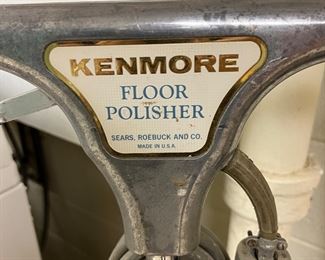 KENMORE
FLOOR
POLISHER
SEARS, ROEBUCK AND CO.
MADE IN U.S.A.